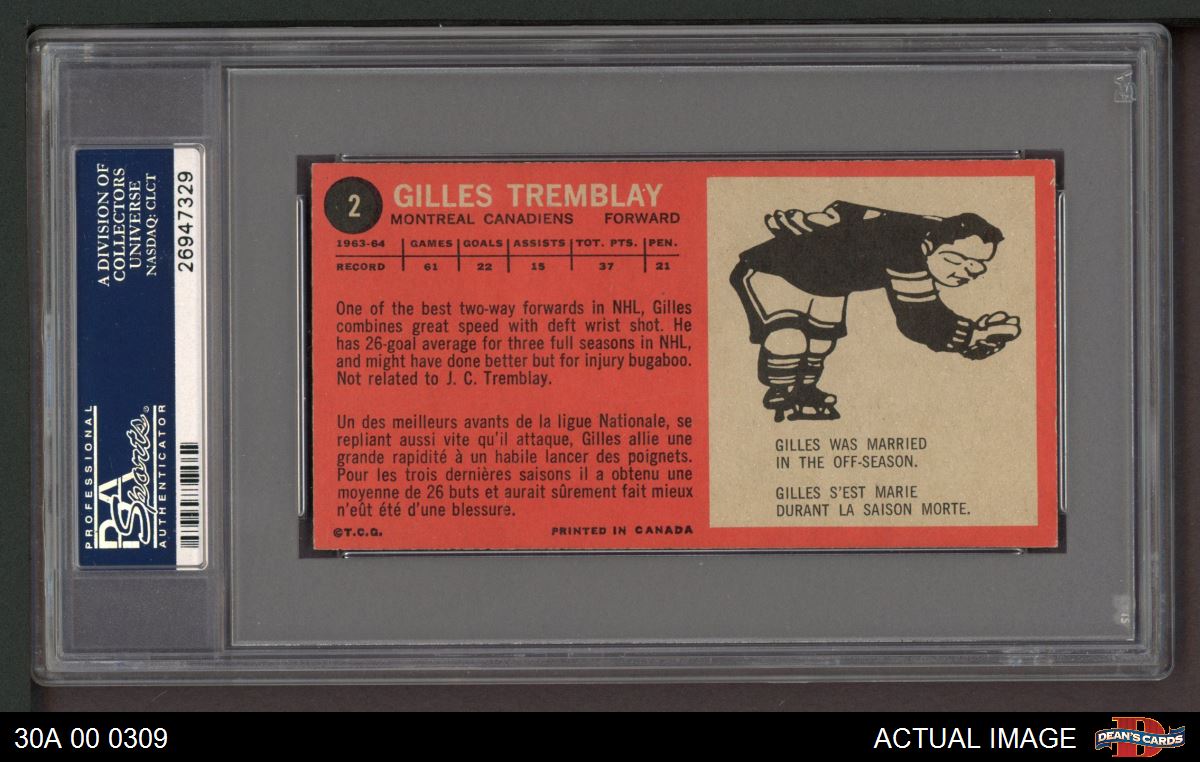 A DIVISION OF
COLLECTORS
UNIVERSE
NASDAQ: CLCT
26947329
PROFESSIONAL
PSA
Sports®
AUTHENTICATOR
2
GILLES TREMBLAY
MONTREAL CANADIENS FORWARD
1963-64 GAMES GOALS ASSISTS TOT. PTS. PEN.
RECORD 61 22 15 37 21
One of the best two-way forwards in NHL, Gilles
combines great speed with deft wrist shot. He
has 26-goal average for three full seasons in NHL,
and might have done better but for injury bugaboo.
Not related to J. C. Tremblay.
Un des meilleurs avants de la ligue Nationale, se
repliant aussi vite qu'il attaque, Gilles allie une
grande rapidité à un habile lancer des poignets.
Pour les trois dernières saisons il a obtenu une
moyenne de 26 buts et aurait sûrement fait mieux
n'eût été d'une blessure.
©T.C.G. PRINTED IN CANADA
GILLES WAS MARRIED
IN THE OFF-SEASON.
GILLES S'EST MARIE
DURANT LA SAISON MORTE.
30A 00 0309
ACTUAL IMAGE
DEAN'S CARDS